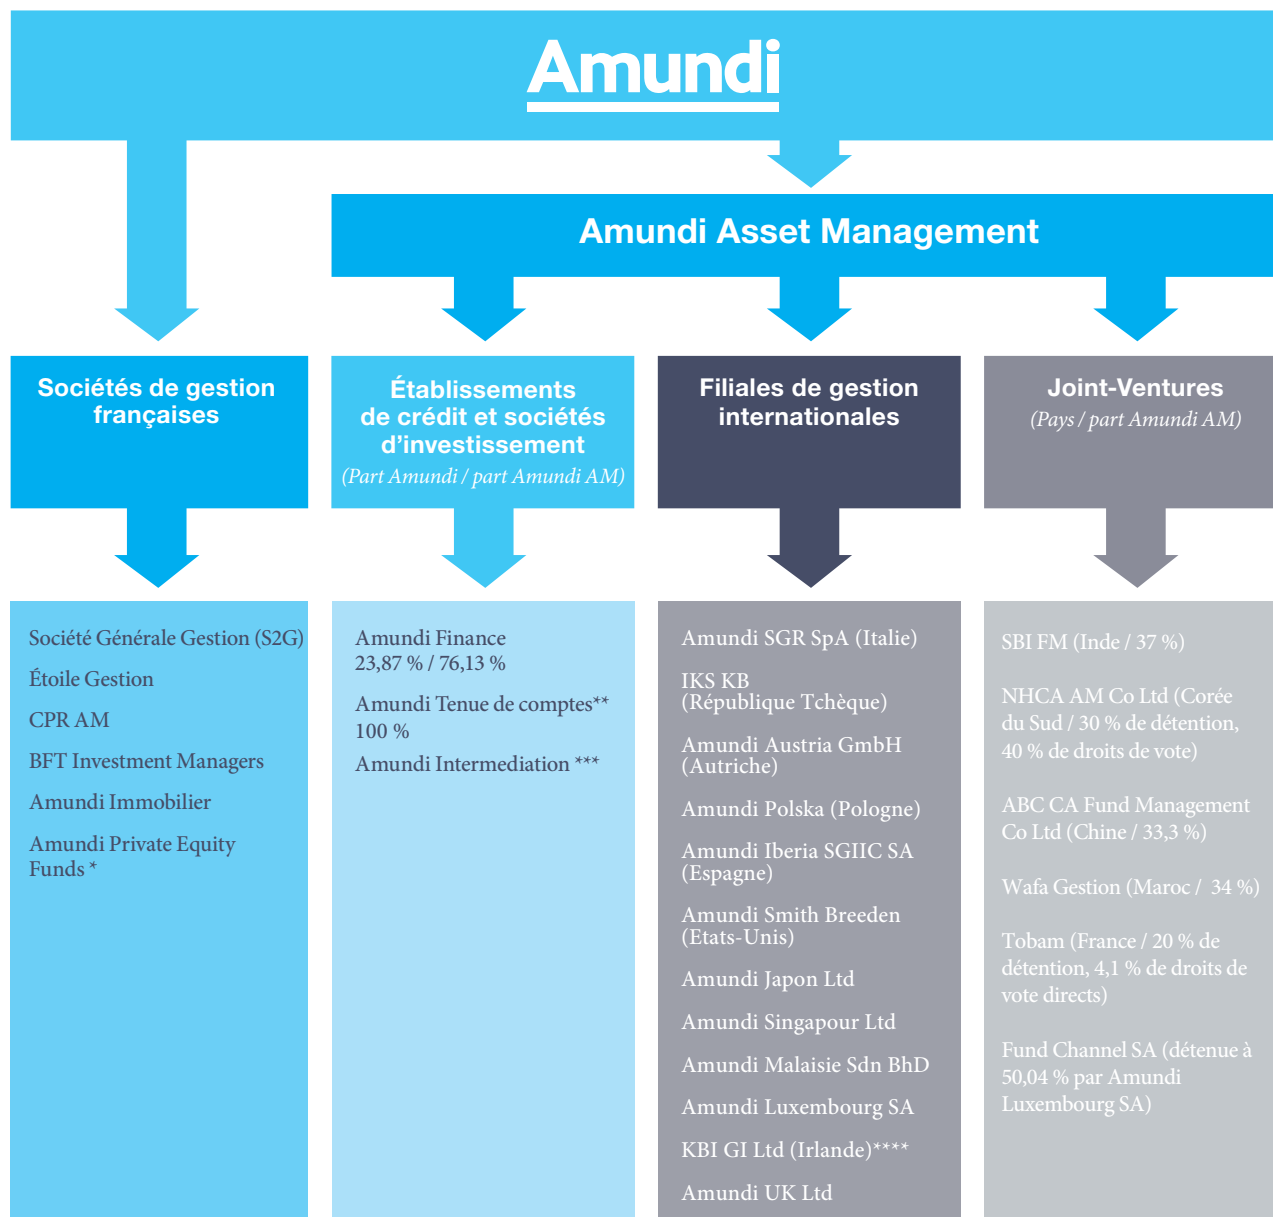 Amundi
Amundi Asset Management
Sociétés de gestion
françaises
Établissements
de crédit et sociétés
d’investissement
(Part Amundi / part Amundi AM)
Filiales de gestion
internationales
Joint-Ventures
(Pays / part Amundi AM)
Société Générale Gestion (S2G)
Étoile Gestion
CPR AM
BFT Investment Managers
Amundi Immobilier
Amundi Private Equity
Funds *
Amundi Finance
23,87 % / 76,13 %
Amundi Tenue de comptes**
100 %
Amundi Intermediation ***
Amundi SGR SpA (Italie)
IKS KB
(République Tchèque)
Amundi Austria GmbH
(Autriche)
Amundi Polska (Pologne)
Amundi Iberia SGIIC SA
(Espagne)
Amundi Smith Breeden
(Etats-Unis)
Amundi Japon Ltd
Amundi Singapour Ltd
Amundi Malaisie Sdn BhD
Amundi Luxembourg SA
KBI GI Ltd (Irlande)****
Amundi UK Ltd
SBI FM (Inde / 37 %)
NHCA AM Co Ltd (Corée
du Sud / 30 % de détention,
40 % de droits de vote)
ABC CA Fund Management
Co Ltd (Chine / 33,3 %)
Wafa Gestion (Maroc / 34 %)
Tobam (France / 20 % de
détention, 4,1 % de droits de
vote directs)
Fund Channel SA (détenue à
50,04 % par Amundi
Luxembourg SA)